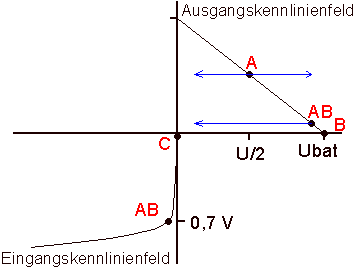 Ausgangskennlinienfeld
A
AB
B
C
U/2
Ubat
AB
0,7 V
Eingangskennlinienfeld